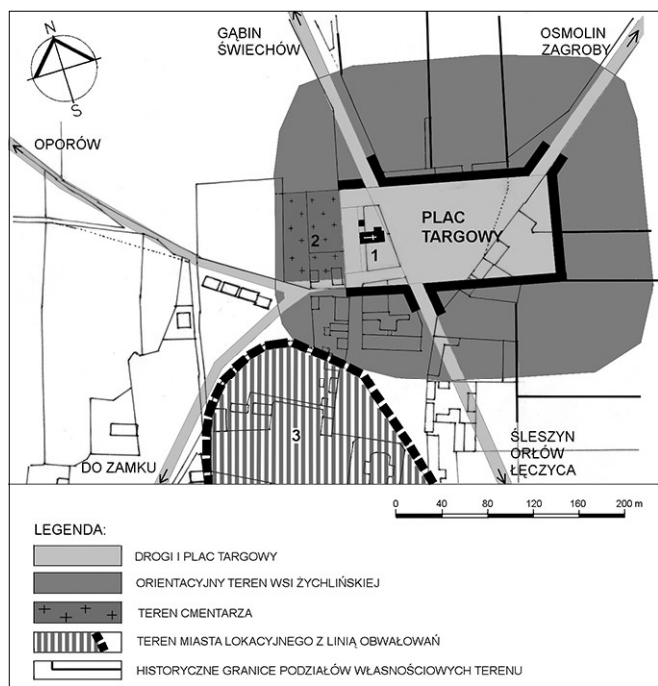 GĄBIN
ŚWIECHÓW
OSMOLIN
ZAGROBY
N
S
OPORÓW
PLAC
TARGOWY
2
1
3
DO ZAMKU
ŚLESZYN
ORŁÓW
ŁĘCZYCA
0 40 80 120 160 200 m
LEGENDA:
DROGI I PLAC TARGOWY
ORIENTACYJNY TEREN WSI ŻYCHLIŃSKIEJ
TEREN CMENTARZA
TEREN MIASTA LOKACYJNEGO Z LINIĄ OBWAŁOWAŃ
HISTORYCZNE GRANICE PODZIAŁÓW WŁASNOŚCIOWYCH TERENU